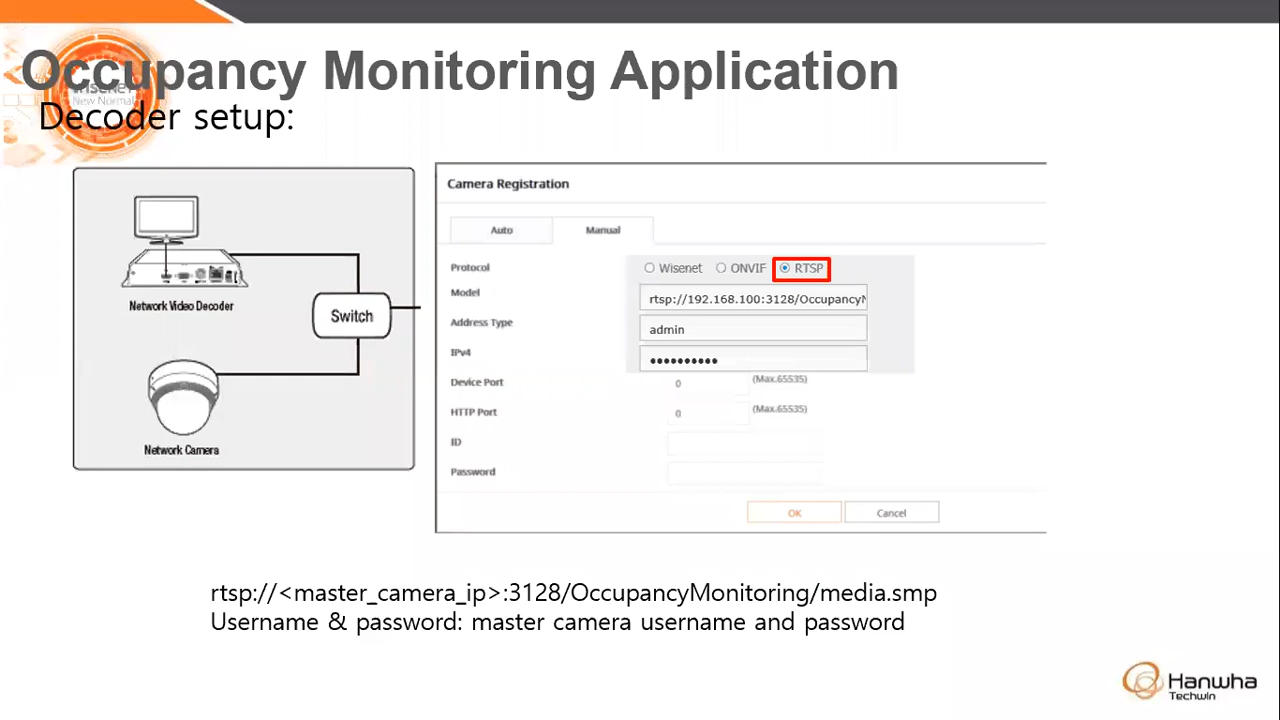 Occupancy Monitoring Application
New Normal
Decoder setup:
Network Video Decoder
Switch
Network Camera
Camera Registration
Auto Manual
Protocol Wisenet ONVIF RTSP
Model rtsp://192.168.100:3128/OccupancyM
Address Type admin
IPv4 ●●●●●●●●●●
Device Port 0 (Max.65535)
HTTP Port 0 (Max.65535)
ID
Password
OK Cancel
rtsp://<master_camera_ip>:3128/OccupancyMonitoring/media.smp
Username & password: master camera username and password
Hanwha
Techwin